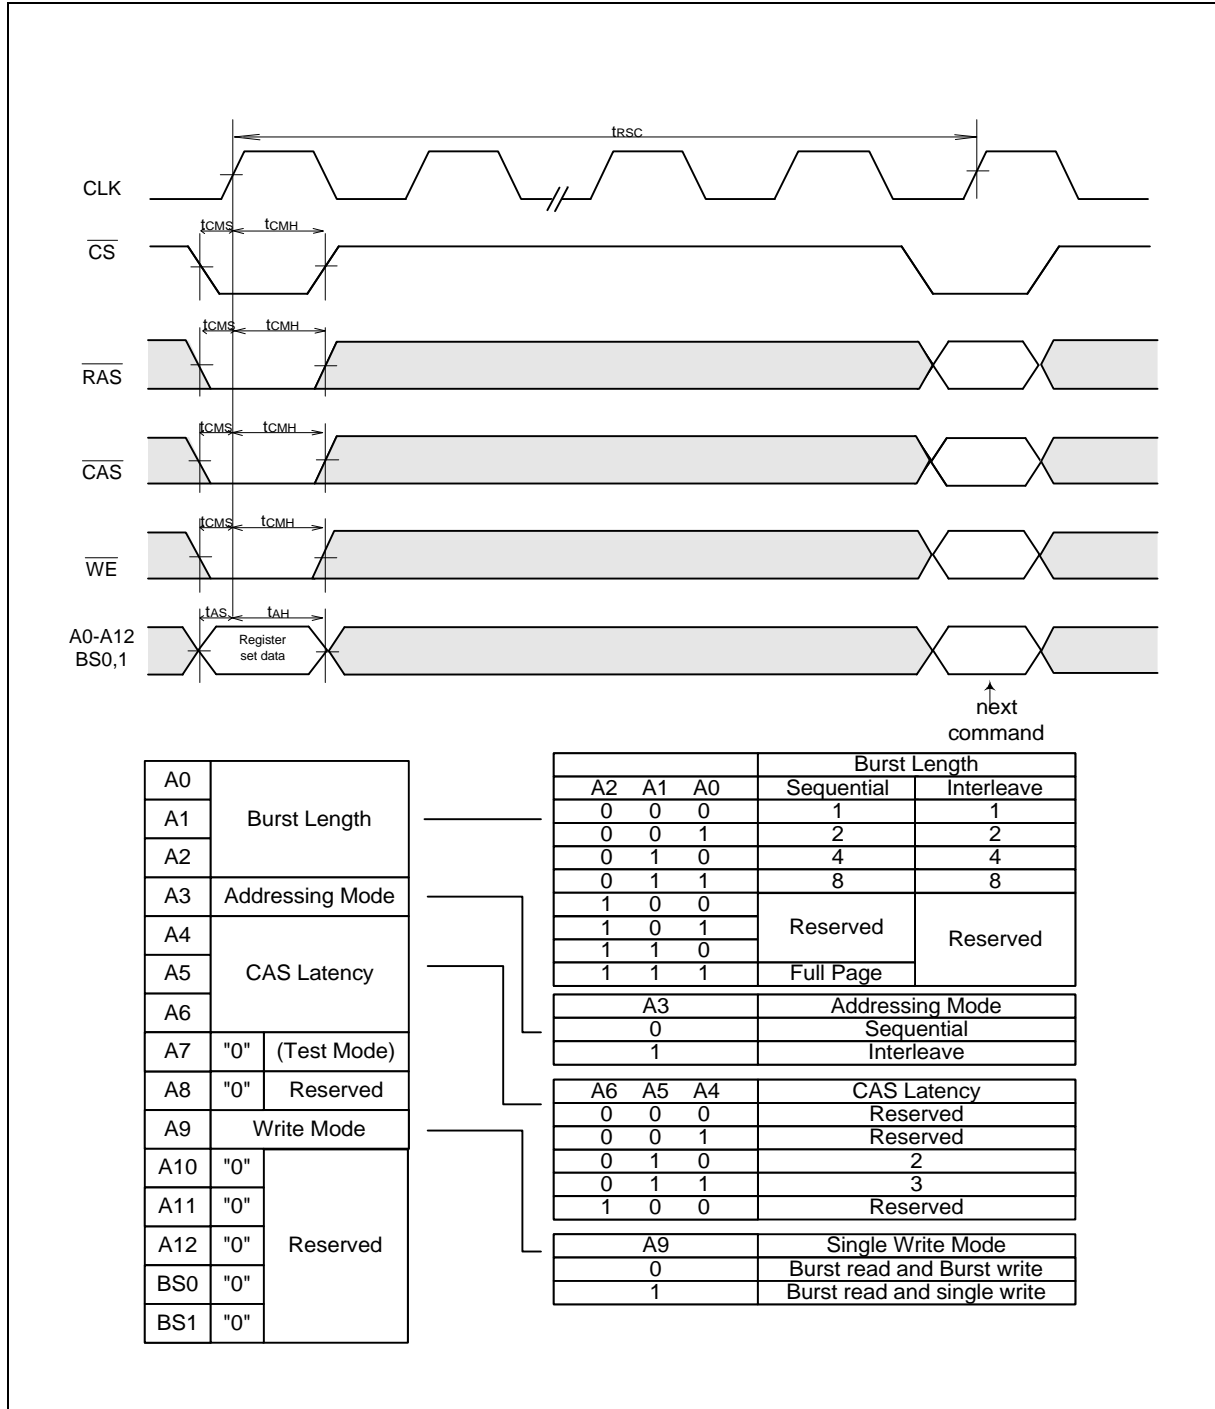 tRSC
CLK
tCMS tCMH
CS
tCMS tCMH
RAS
tCMS tCMH
CAS
tCMS tCMH
WE
tAS tAH
A0-A12
BS0,1
Register
set data
next
command
A0
A1 Burst Length
A2
A3 Addressing Mode
A4
A5 CAS Latency
A6
A7 "0" (Test Mode)
A8 "0" Reserved
A9 Write Mode
A10 "0"
A11 "0"
A12 "0" Reserved
BS0 "0"
BS1 "0"
Burst Length
A2 A1 A0 Sequential Interleave
0 0 0 1 1
0 0 1 2 2
0 1 0 4 4
0 1 1 8 8
1 0 0
1 0 1 Reserved Reserved
1 1 0
1 1 1 Full Page
A3 Addressing Mode
0 Sequential
1 Interleave
A6 A5 A4 CAS Latency
0 0 0 Reserved
0 0 1 Reserved
0 1 0 2
0 1 1 3
1 0 0 Reserved
A9 Single Write Mode
0 Burst read and Burst write
1 Burst read and single write